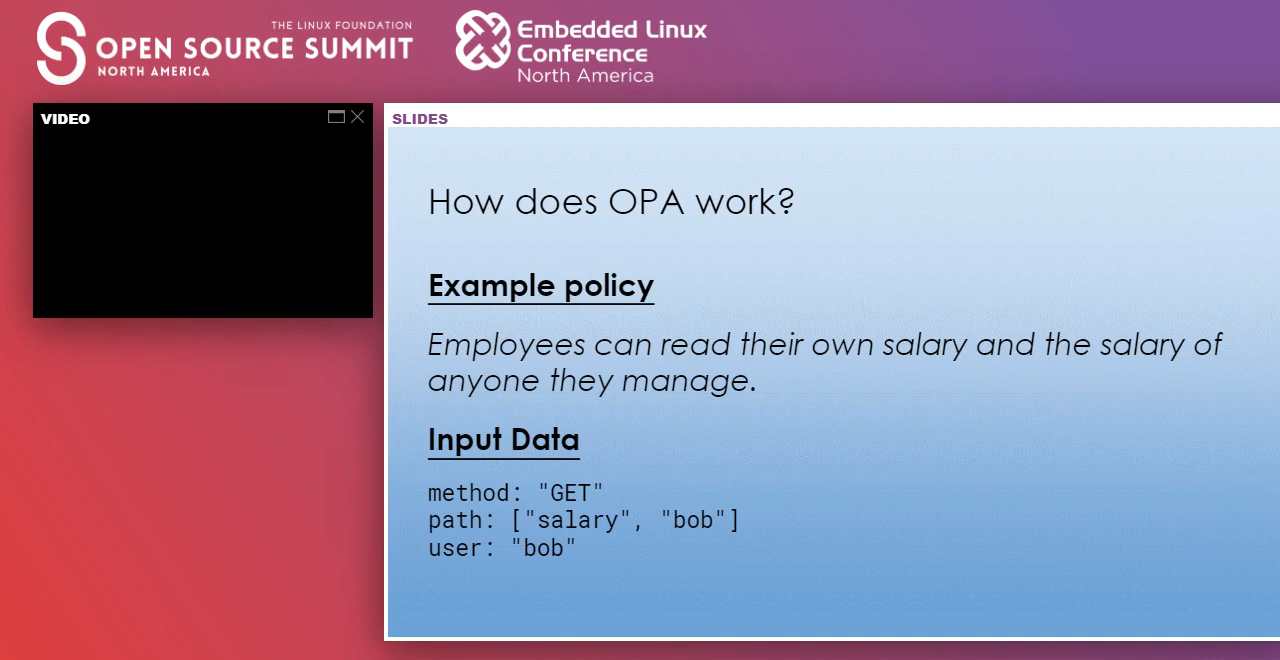 THE LINUX FOUNDATION
OPEN SOURCE SUMMIT
NORTH AMERICA
Embedded Linux
Conference
North America
VIDEO
SLIDES
How does OPA work?
Example policy
Employees can read their own salary and the salary of
anyone they manage.
Input Data
method: "GET"
path: ["salary", "bob"]
user: "bob"